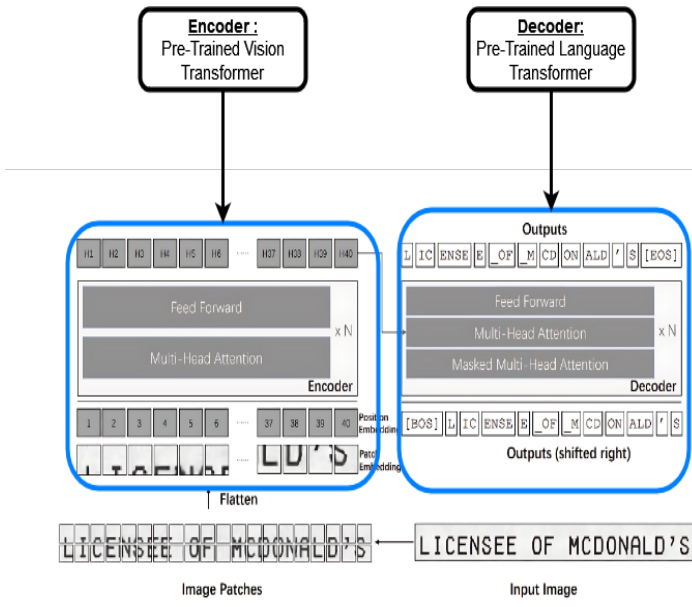 Encoder :
Pre-Trained Vision
Transformer
Decoder:
Pre-Trained Language
Transformer
H1 H2 H3 H4 H5 H6 ...... H37 H38 H39 H40
Feed Forward
Multi-Head Attention
x N
Encoder
1 2 3 4 5 6 ...... 37 38 39 40
Position
Embedding
LICENSE LD'S
Patch
Embedding
Flatten
LICENSEE OF MCDONALD'S
Image Patches
Outputs
L IC ENSE E _OF _M CD ON ALD ' S [EOS]
Feed Forward
Multi-Head Attention
Masked Multi-Head Attention
x N
Decoder
[BOS] L IC ENSE E _OF _M CD ON ALD ' S
Outputs (shifted right)
LICENSEE OF MCDONALD'S
Input Image